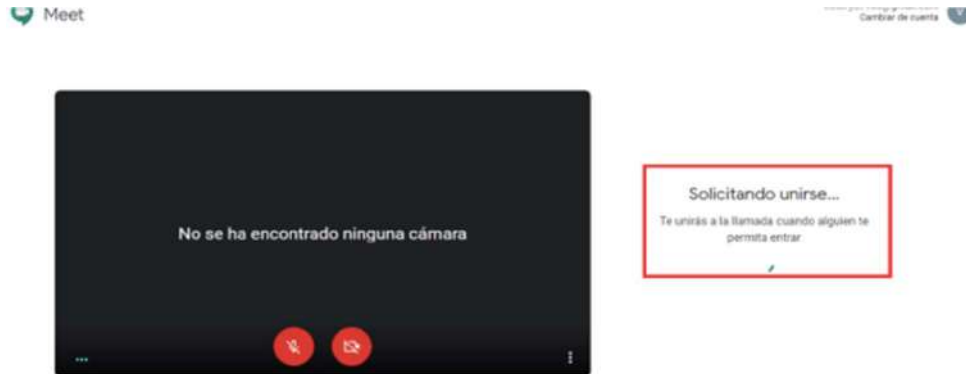 Meet
Cambiar de cuenta
No se ha encontrado ninguna cámara
Solicitando unirse...
Te unirás a la llamada cuando alguien te
permita entrar